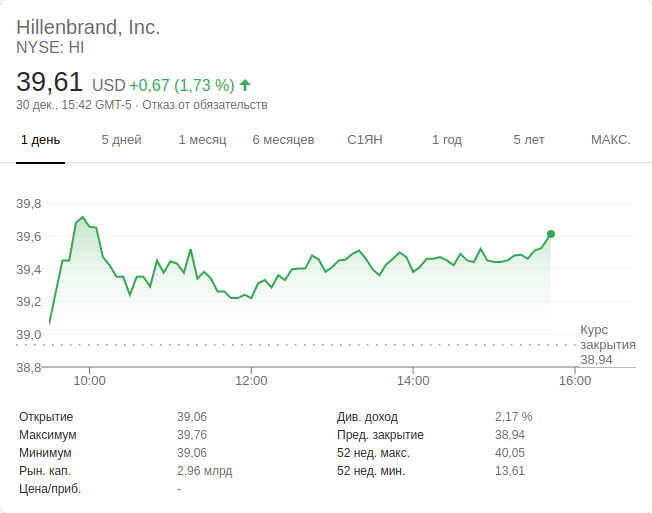 Hillenbrand, Inc.
NYSE: HI
39,61 USD +0,67 (1,73 %)
30 дек., 15:42 GMT-5 · Отказ от обязательств
1 день 5 дней 1 месяц 6 месяцев С1ЯН 1 год 5 лет МАКС.
39,8
39,6
39,4
39,2
39,0
38,8
Курс
закрытия
38,94
10:00 12:00 14:00 16:00
Открытие 39,06 Див. доход 2,17 %
Максимум 39,76 Пред. закрытие 38,94
Минимум 39,06 52 нед. макс. 40,05
Рын. кап. 2,96 млрд 52 нед. мин. 13,61
Цена/приб. -